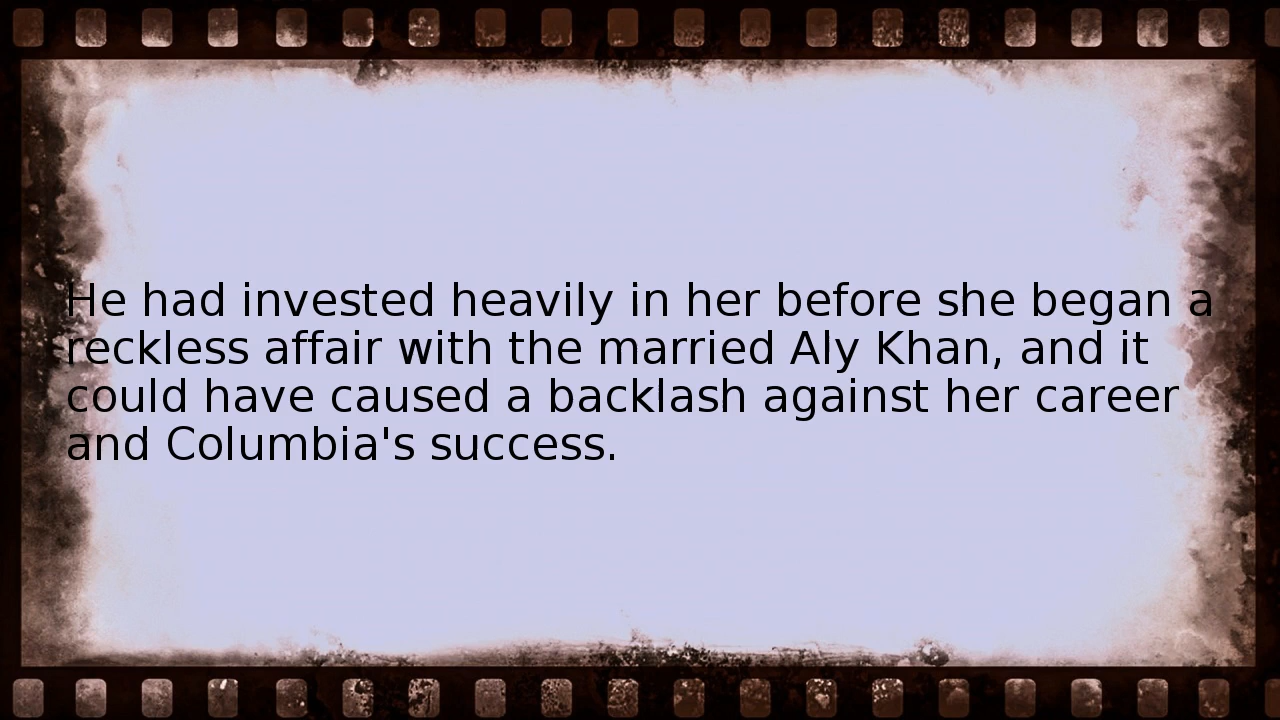 He had invested heavily in her before she began a
reckless affair with the married Aly Khan, and it
could have caused a backlash against her career
and Columbia's success.